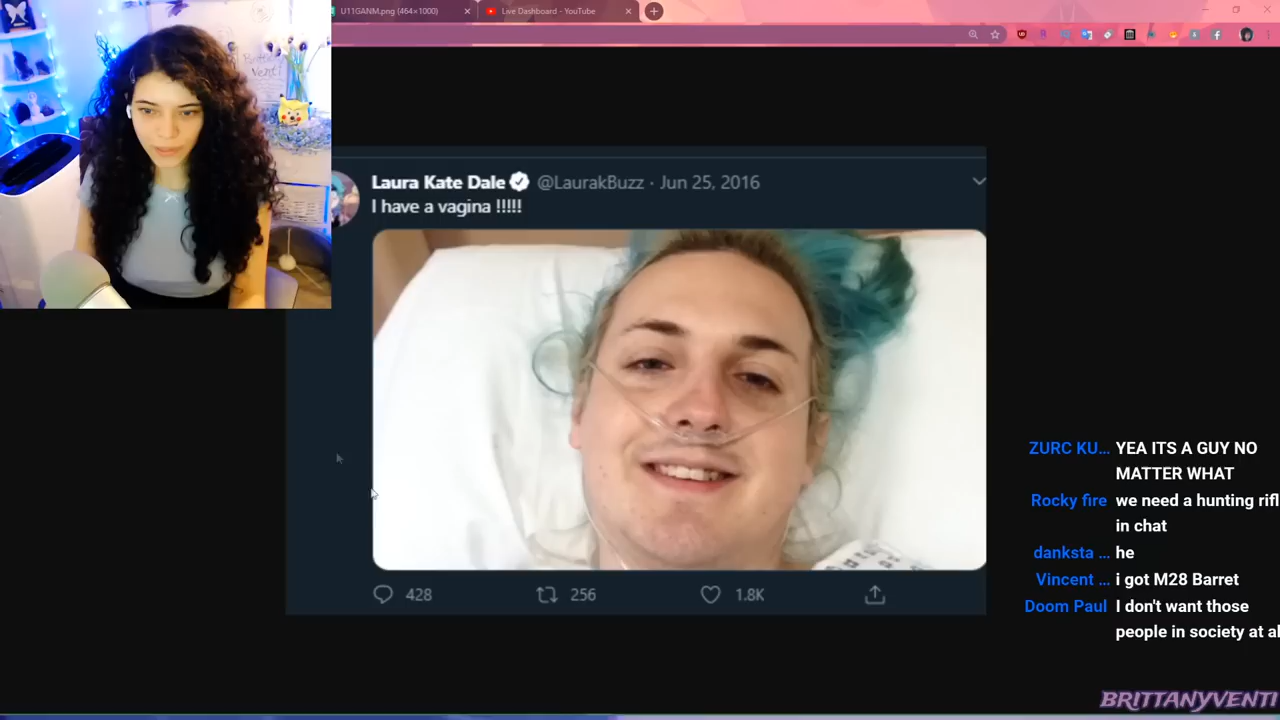 U11GANM.png (464×1000)
Live Dashboard - YouTube
Laura Kate Dale @LaurakBuzz · Jun 25, 2016
I have a vagina !!!!!
428
256
1.8K
ZURC KU… YEA ITS A GUY NO
MATTER WHAT
Rocky fire we need a hunting rifl
in chat
danksta … he
Vincent … i got M28 Barret
Doom Paul I don't want those
people in society at al
BRITTANYVENTI